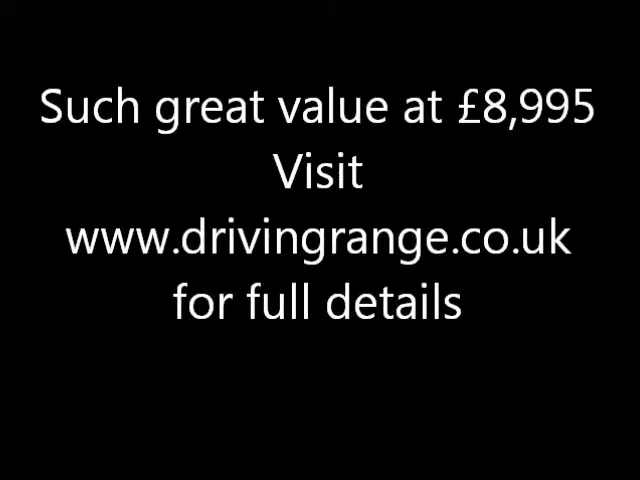 Such great value at £8,995
Visit
www.drivingrange.co.uk
for full details